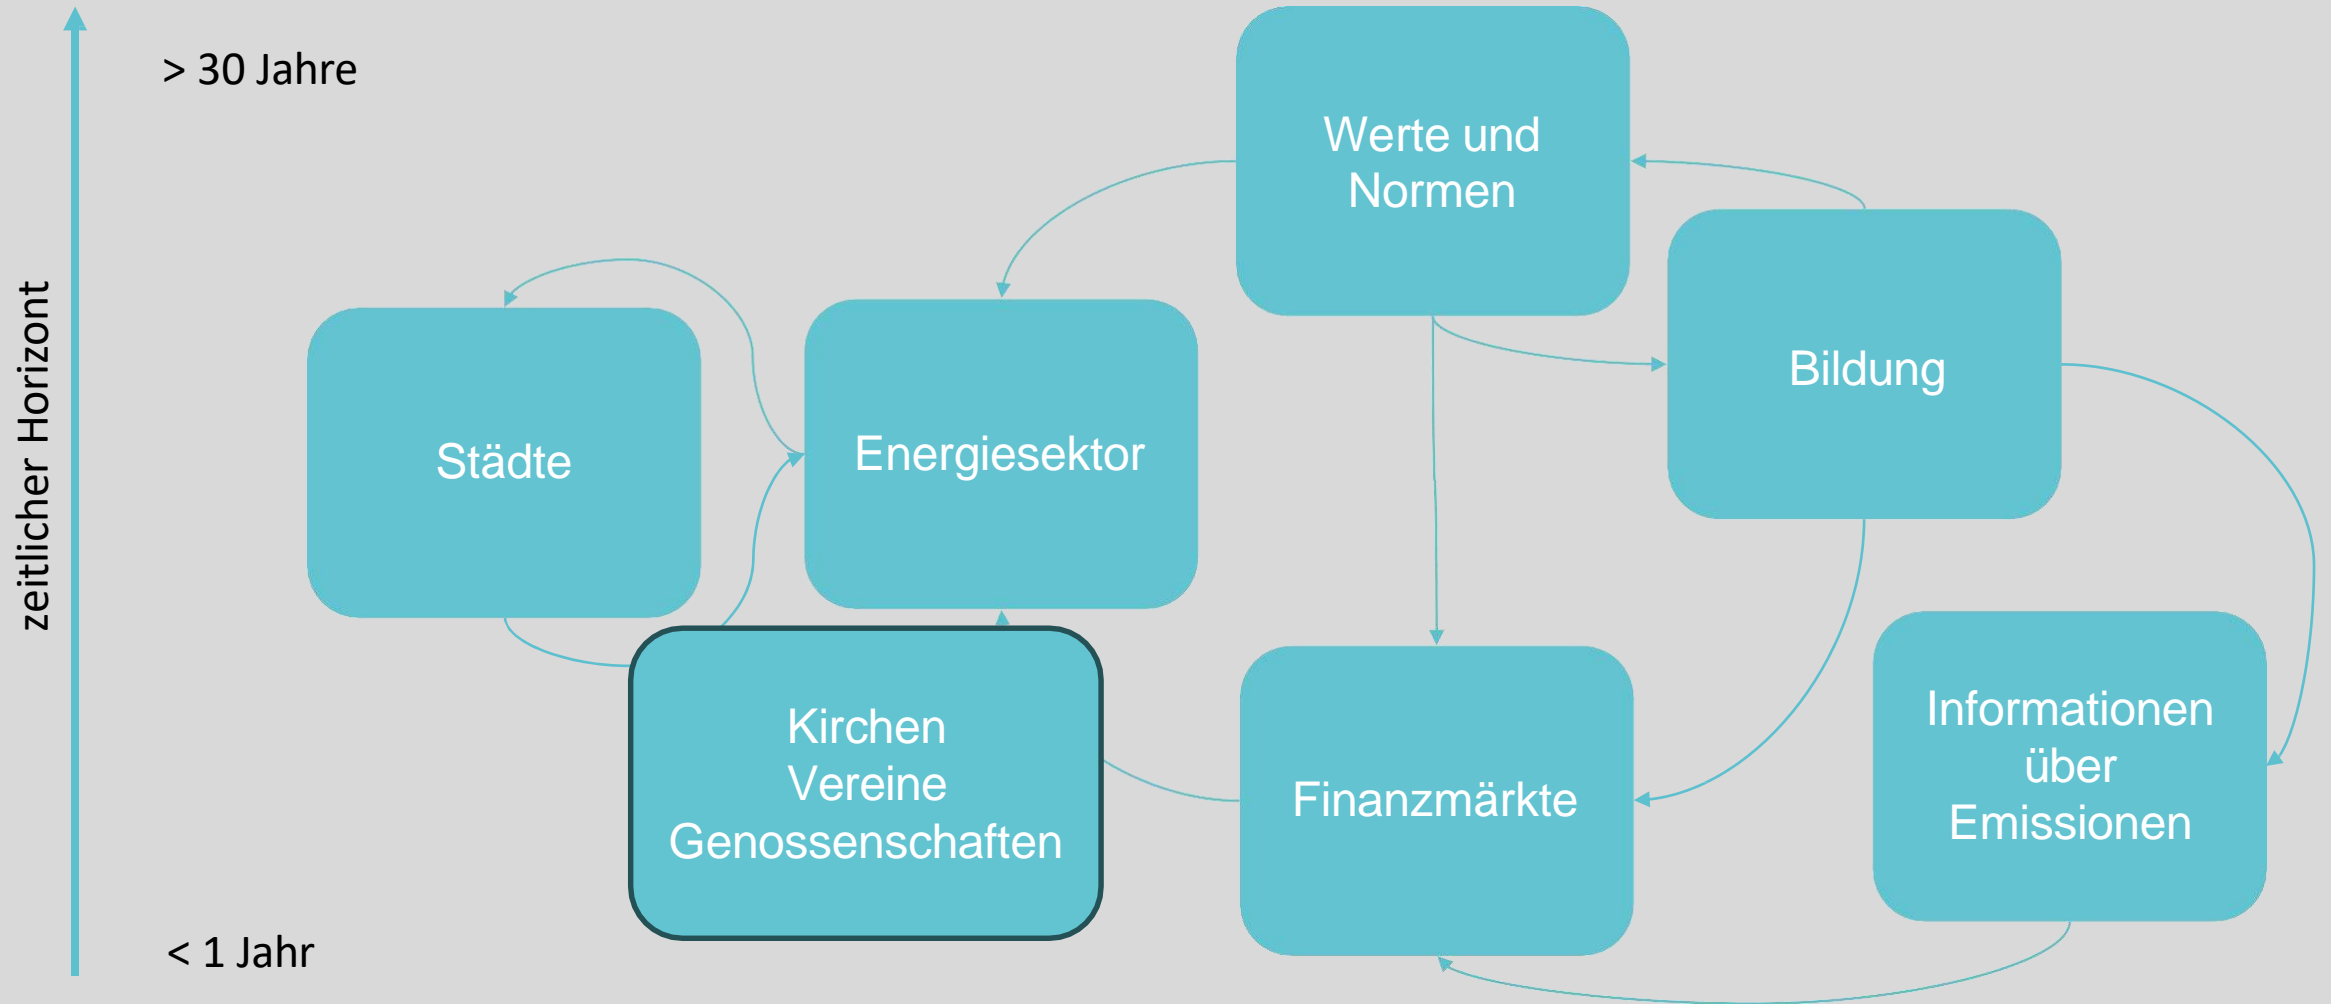 > 30 Jahre
zeitlicher Horizont
< 1 Jahr
Werte und
Normen
Bildung
Städte
Energiesektor
Kirchen
Vereine
Genossenschaften
Finanzmärkte
Informationen
über
Emissionen